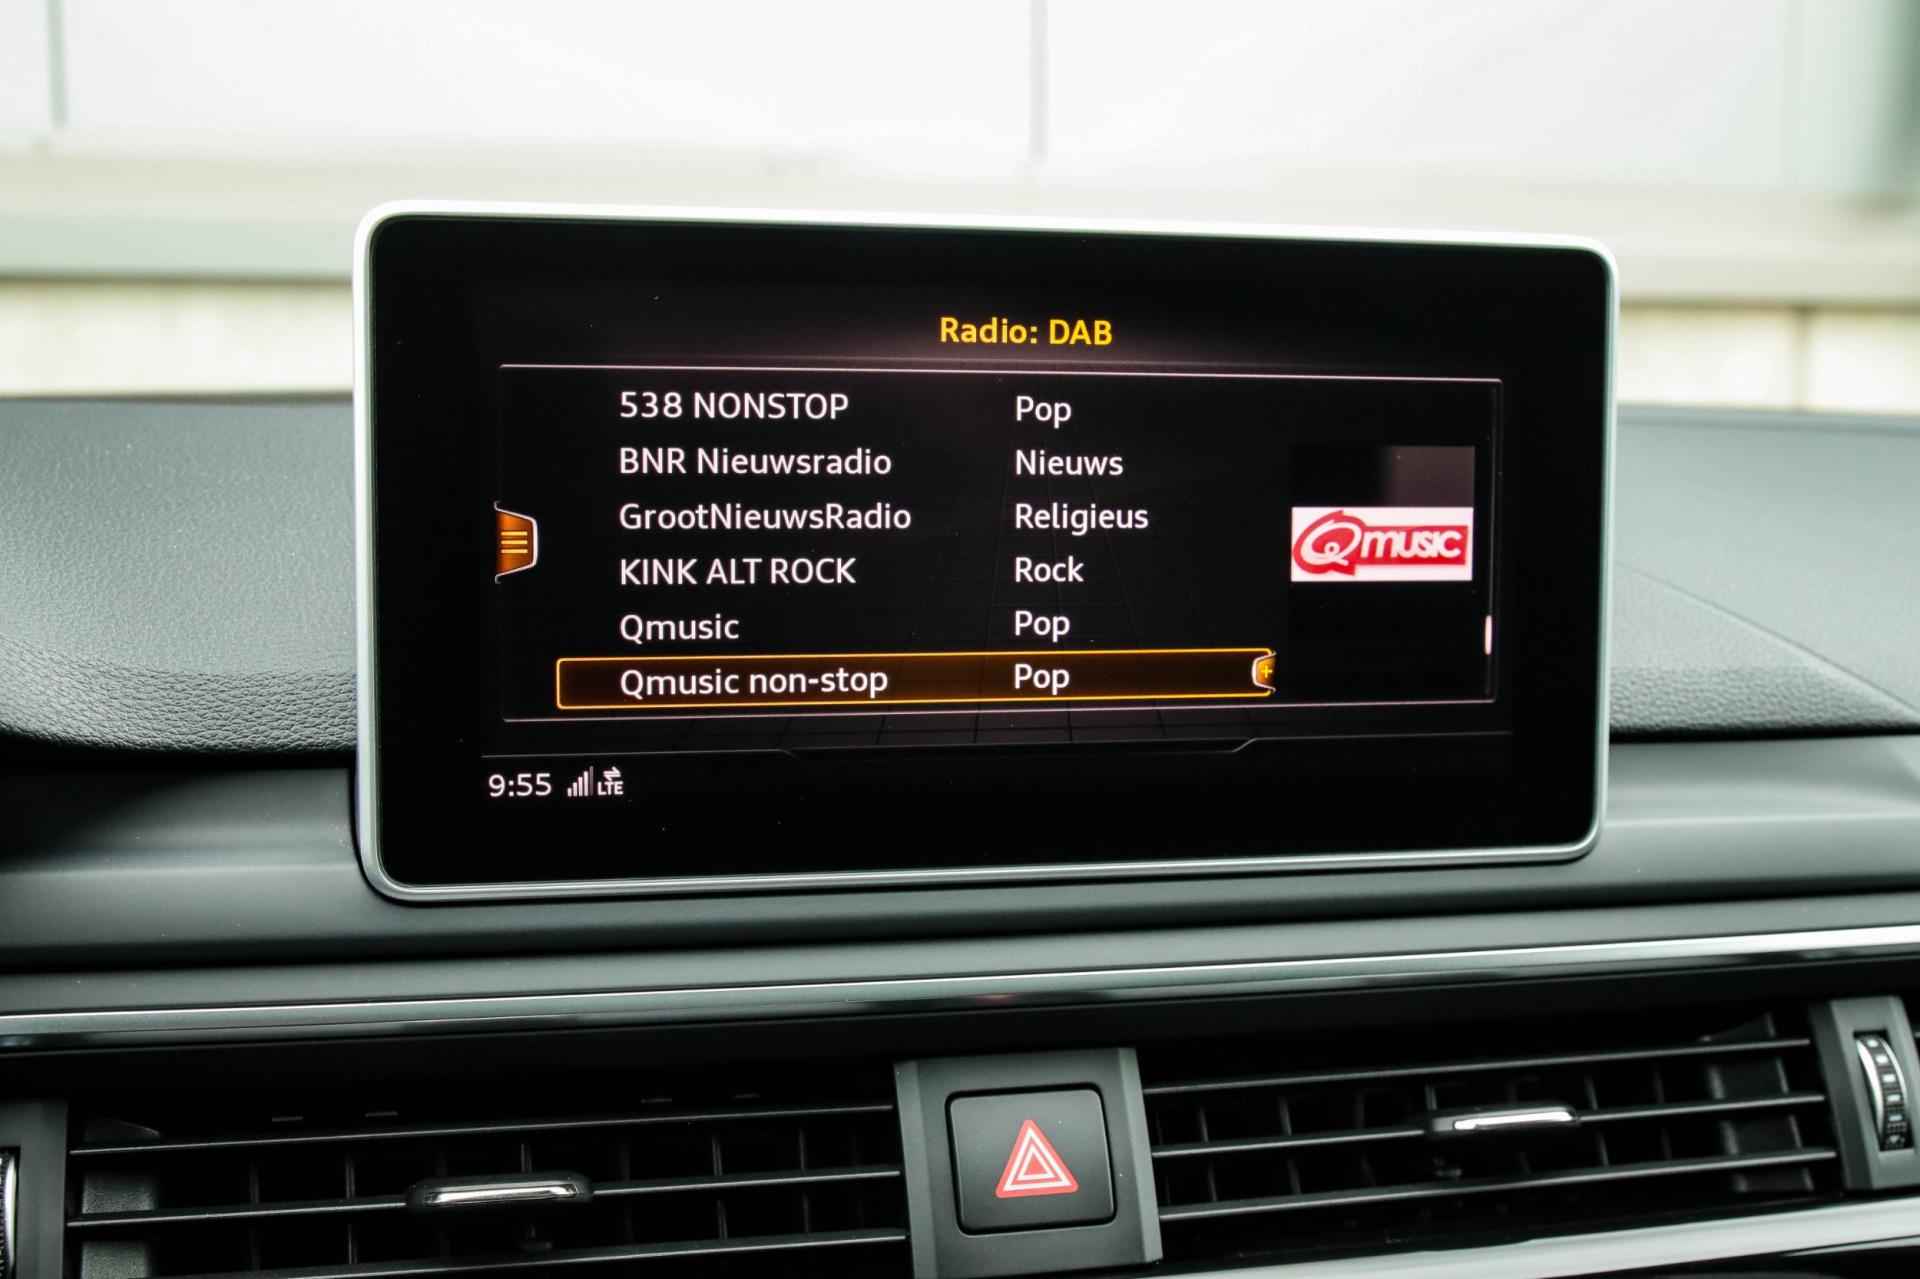 Radio: DAB
538 NONSTOP Pop
BNR Nieuwsradio Nieuws
GrootNieuwsRadio Religieus
KINK ALT ROCK Rock
Qmusic Pop
Qmusic non-stop Pop
Qmusic
9:55 LTE